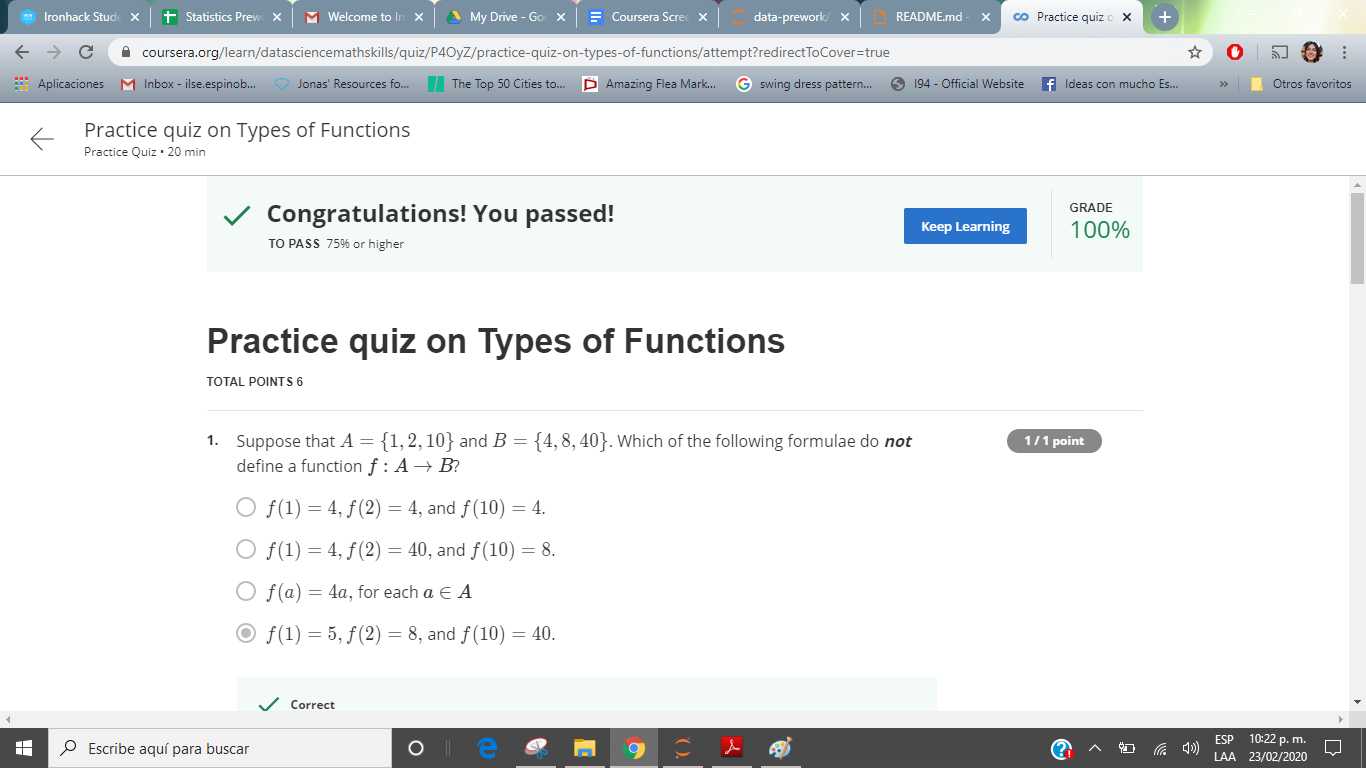 Ironhack Stude
Statistics Prew
Welcome to Iro
My Drive - Goo
Coursera Scree
data-prework/
README.md -
Practice quiz o
coursera.org/learn/datasciencemathskills/quiz/P4OyZ/practice-quiz-on-types-of-functions/attempt?redirectToCover=true
Aplicaciones
Inbox - ilse.espinob...
Jonas' Resources fo...
The Top 50 Cities to...
Amazing Flea Mark...
swing dress pattern...
I94 - Official Website
Ideas con mucho Es...
»
Otros favoritos
Practice quiz on Types of Functions
Practice Quiz • 20 min
Congratulations! You passed!
TO PASS 75% or higher
Keep Learning
GRADE
100%
Practice quiz on Types of Functions
TOTAL POINTS 6
1. Suppose that A = {1, 2, 10} and B = {4, 8, 40}. Which of the following formulae do not
define a function f : A → B?
1 / 1 point
f(1) = 4, f(2) = 4, and f(10) = 4.
f(1) = 4, f(2) = 40, and f(10) = 8.
f(a) = 4a, for each a ∈ A
f(1) = 5, f(2) = 8, and f(10) = 40.
Correct
Escribe aquí para buscar
ESP
LAA
10:22 p. m.
23/02/2020